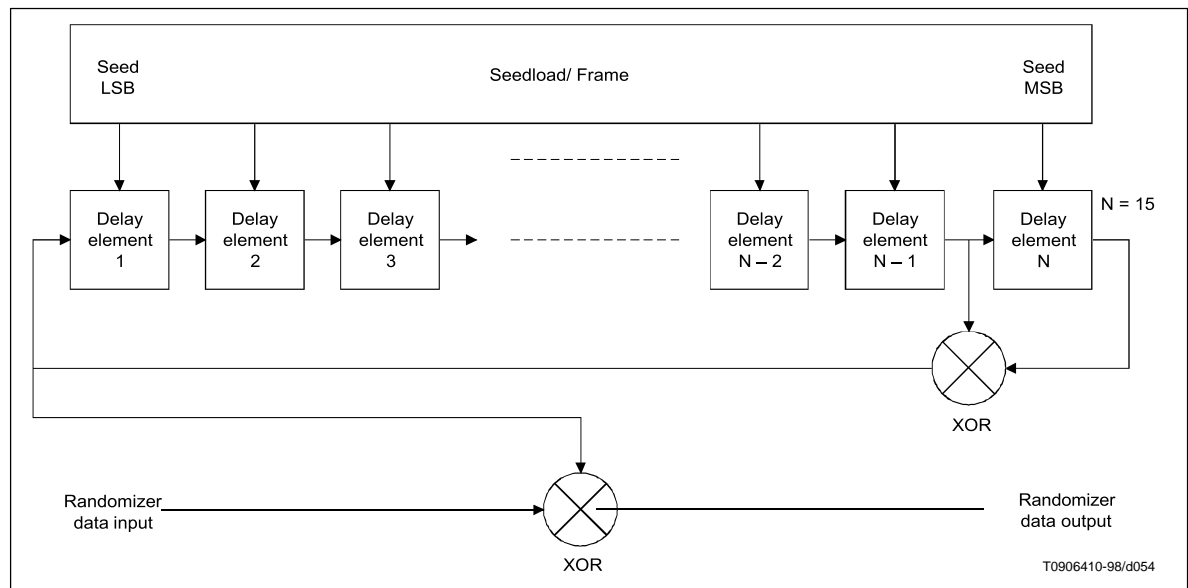 Seed
LSB
Seedload/ Frame
Seed
MSB
Delay
element
1
Delay
element
2
Delay
element
3
Delay
element
N – 2
Delay
element
N – 1
Delay
element
N
N = 15
XOR
Randomizer
data input
XOR
Randomizer
data output
T0906410-98/d054